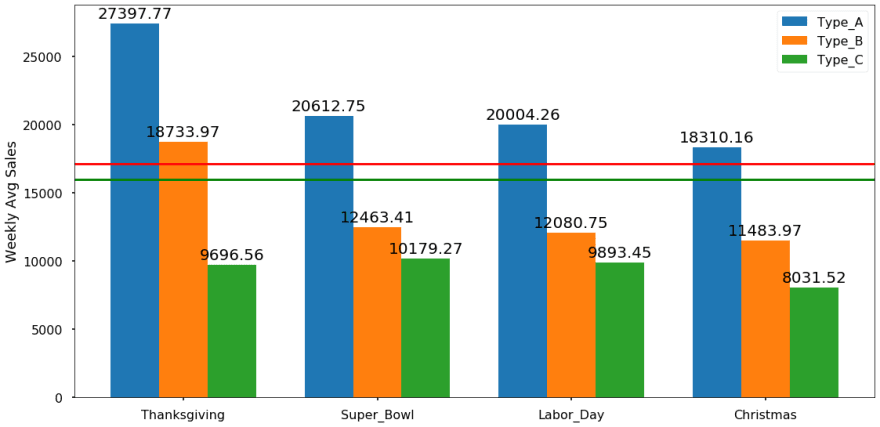 27397.77
Type_A
Type_B
Type_C
25000
20612.75
20004.26
20000
18733.97
18310.16
15000
12463.41
12080.75
11483.97
Weekly Avg Sales
10000
9696.56
10179.27
9893.45
8031.52
5000
0
Thanksgiving
Super_Bowl
Labor_Day
Christmas